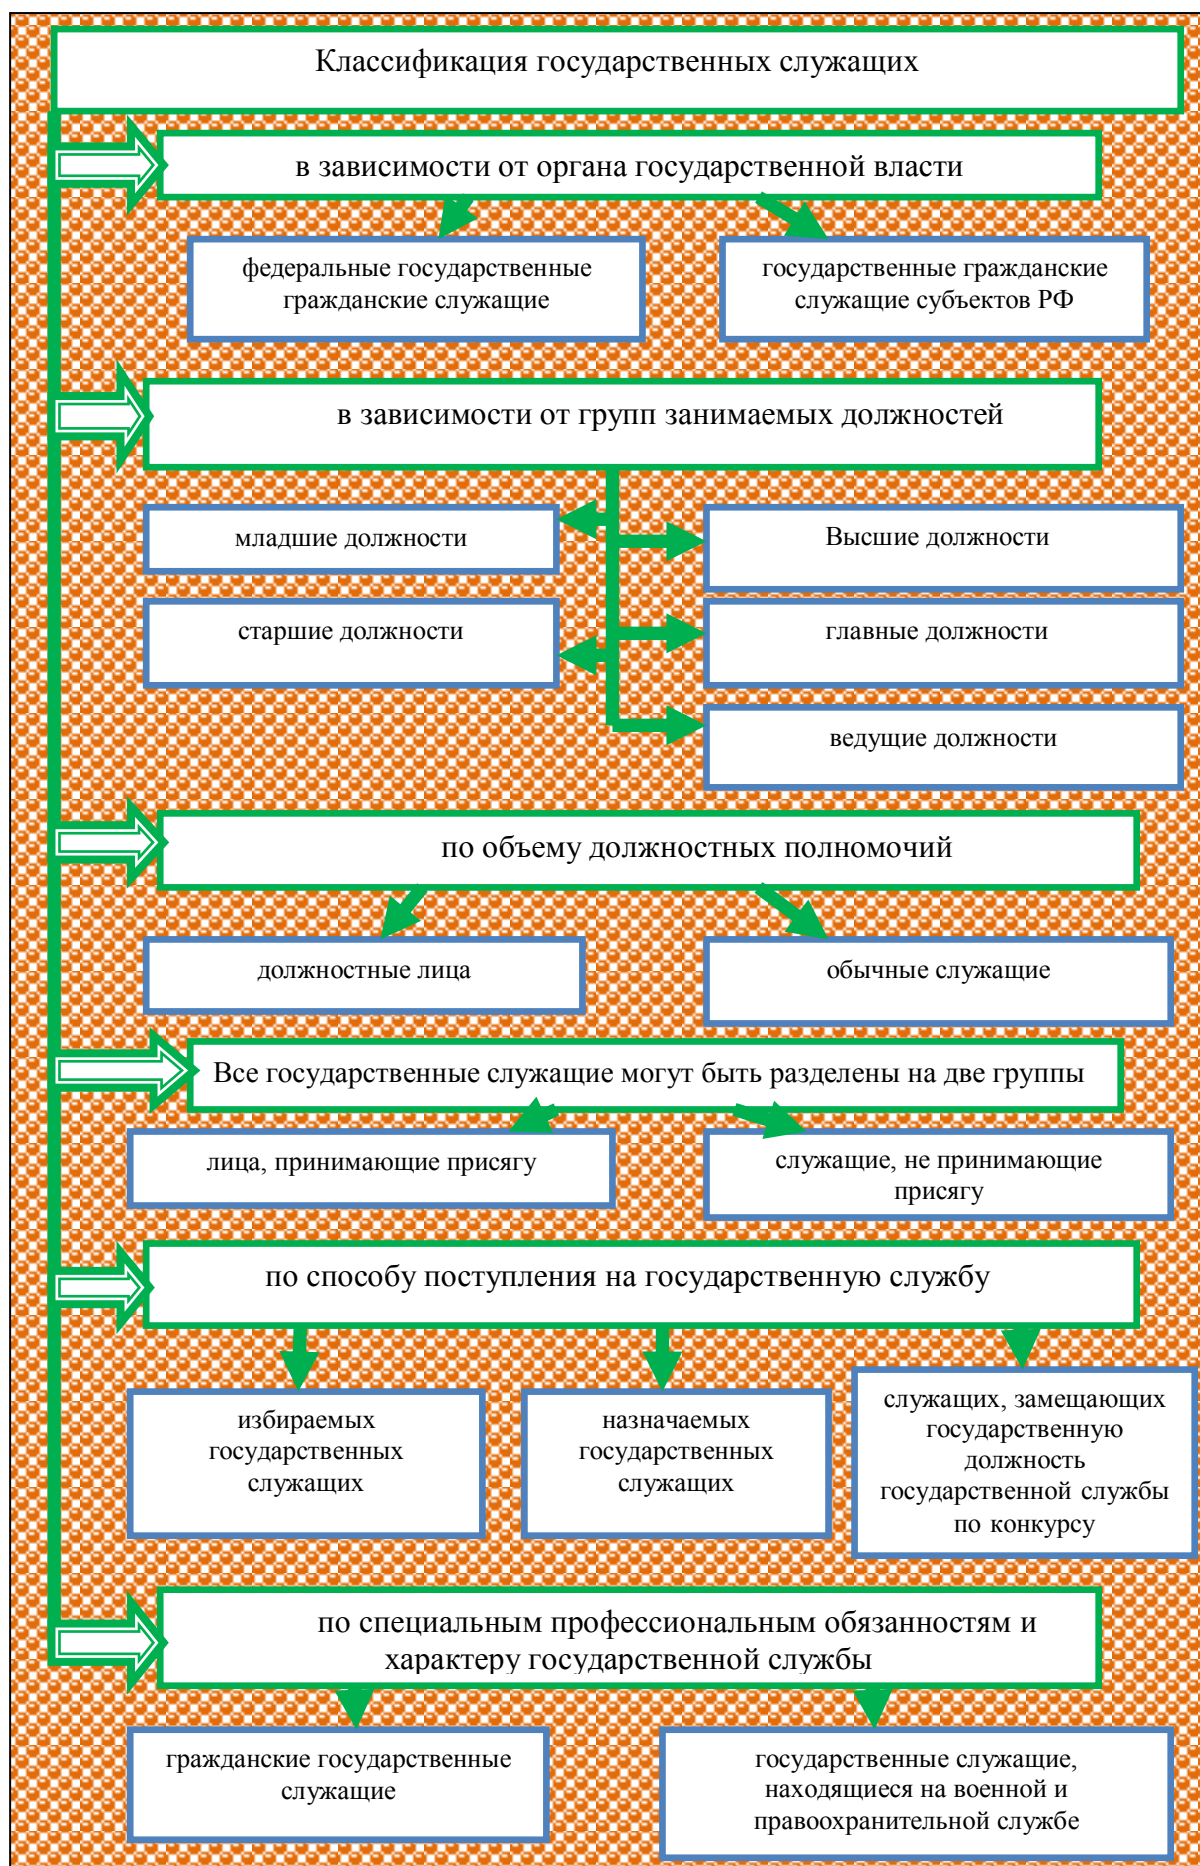 Классификация государственных служащих
в зависимости от органа государственной власти
федеральные государственные
гражданские служащие
государственные гражданские
служащие субъектов РФ
в зависимости от групп занимаемых должностей
младшие должности
Высшие должности
старшие должности
главные должности
ведущие должности
по объему должностных полномочий
должностные лица
обычные служащие
Все государственные служащие могут быть разделены на две группы
лица, принимающие присягу
служащие, не принимающие
присягу
по способу поступления на государственную службу
избираемых
государственных
служащих
назначаемых
государственных
служащих
служащих, замещающих
государственную
должность
государственной службы
по конкурсу
по специальным профессиональным обязанностям и
характеру государственной службы
гражданские государственные
служащие
государственные служащие,
находящиеся на военной и
правоохранительной службе